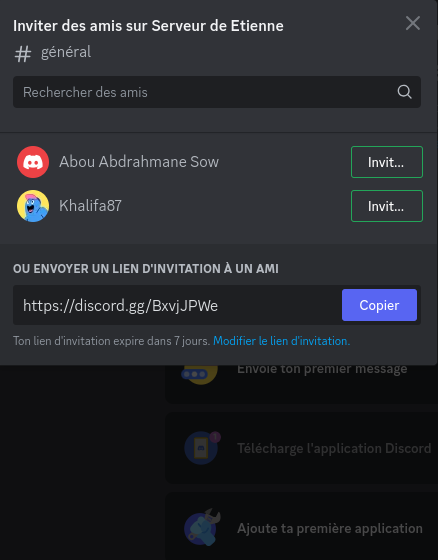 Inviter des amis sur Serveur de Etienne
# général
Rechercher des amis
Abou Abdrahmane Sow
Invit...
Khalifa87
Invit...
OU ENVOYER UN LIEN D'INVITATION À UN AMI
https://discord.gg/BxvjJPWe
Copier
Ton lien d'invitation expire dans 7 jours. Modifier le lien d'invitation.
Envoie ton premier message
Télécharge l'application Discord
Ajoute ta première application